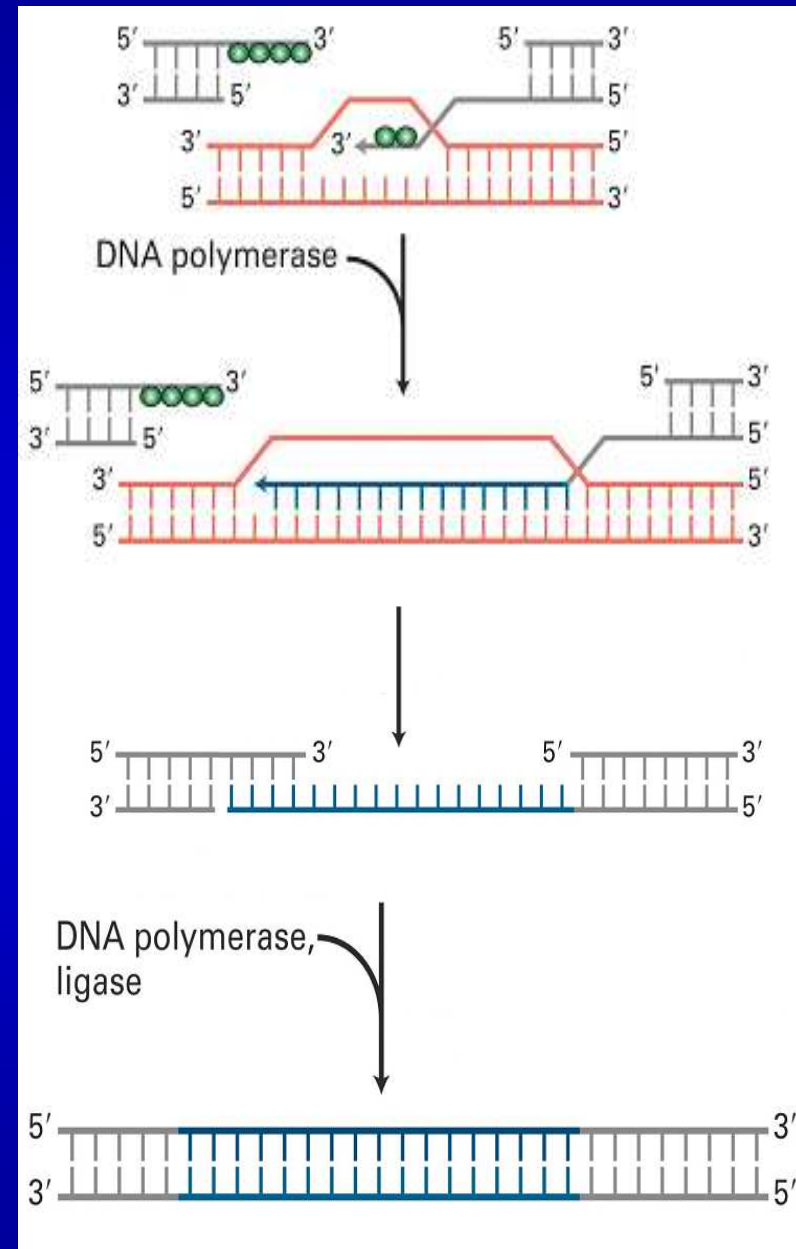 5′ 3′ 5′ 3′
3′ 5′ 5′
3′ 3′ 5′
5′ 3′
DNA polymerase
5′ 3′ 5′ 3′
3′ 5′ 5′
3′ 5′
5′ 3′
5′ 3′ 5′ 3′
3′ 5′
DNA polymerase,
ligase
5′ 3′
3′ 5′